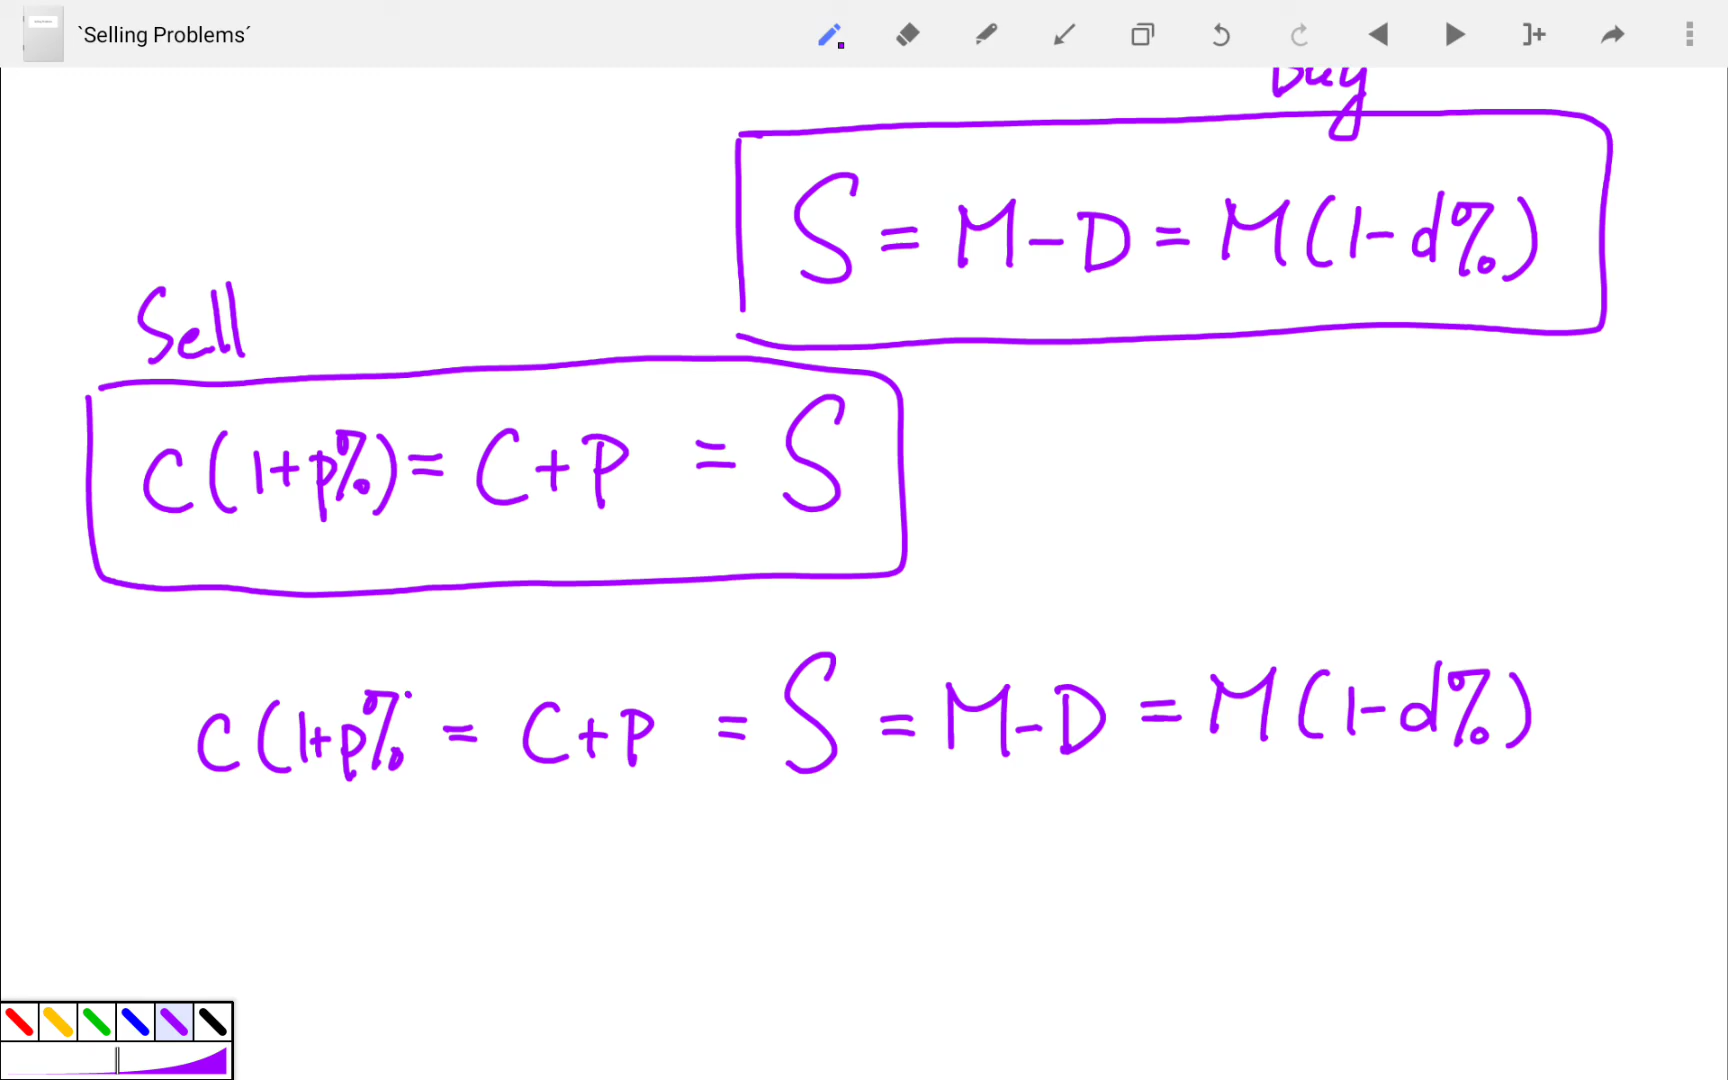 `Selling Problems´
Buy
S = M - D = M(1 - d%)
Sell
C(1+p%) = C+P = S
C(1+p% = C+P = S = M-D = M(1-d%)